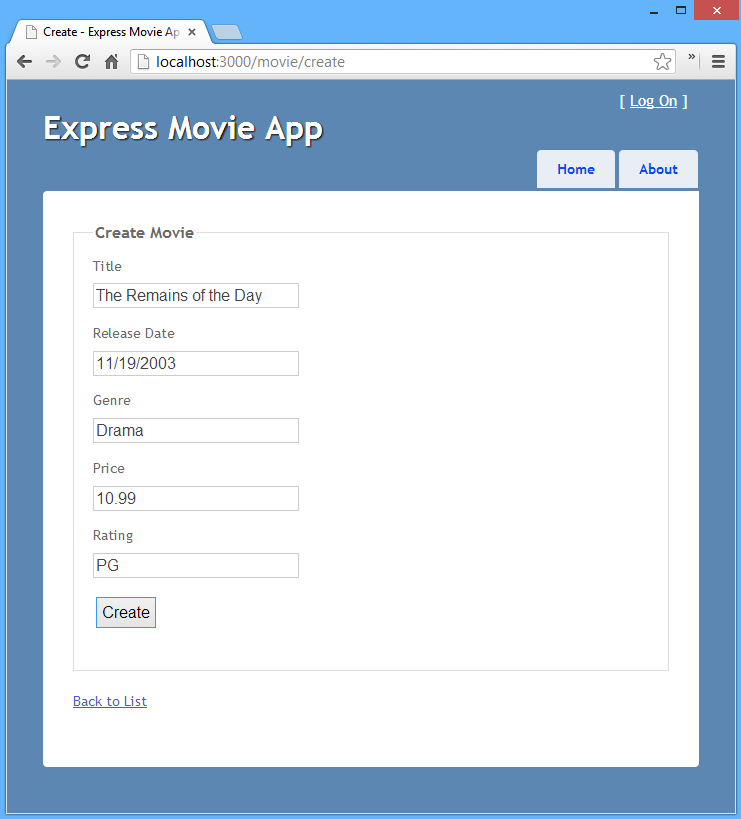 Create - Express Movie Ap
localhost:3000/movie/create
[ Log On ]
Express Movie App
Home About
Create Movie
Title
The Remains of the Day
Release Date
11/19/2003
Genre
Drama
Price
10.99
Rating
PG
Create
Back to List